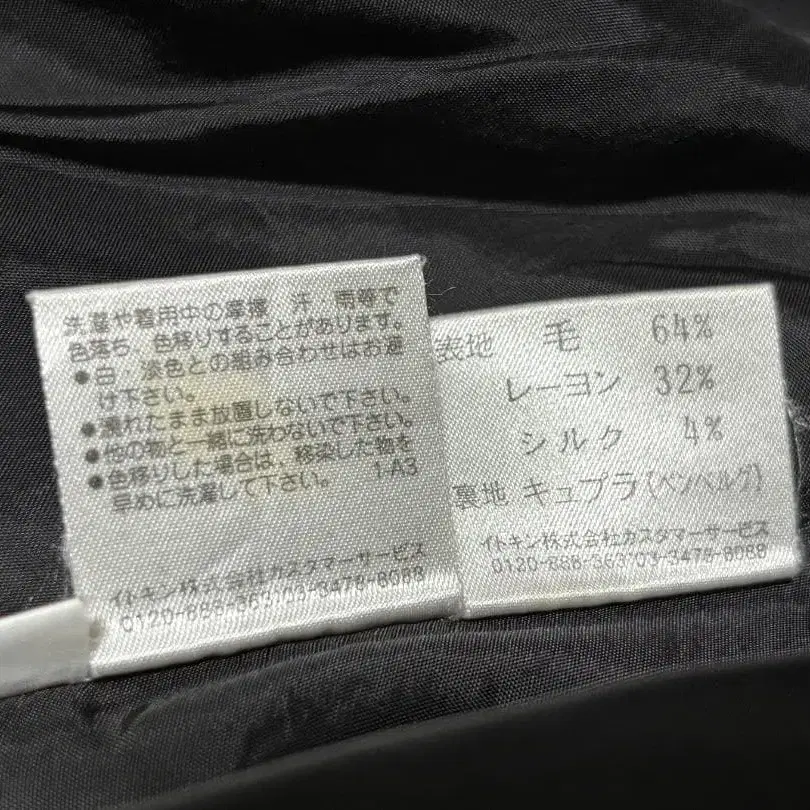 洗濯や着用中の摩擦 汗、雨等で
色落ち、色移りすることがあります。
●白・淡色との組み合わせはお避
け下さい。
●濡れたまま放置しないで下さい。
●他の物と一緒に洗わないで下さい。
●色移りした場合は、移染した物を
早めに洗濯して下さい。 1-A3
イトキン株式会社カスタマーサービス
0120-888-363 03-3478-8088
表地 毛 64%
レーヨン 32%
シルク 4%
裏地 キュプラ(ベンベルグ)
イトキン株式会社カスタマーサービス
0120-888-363 03-3478-8088